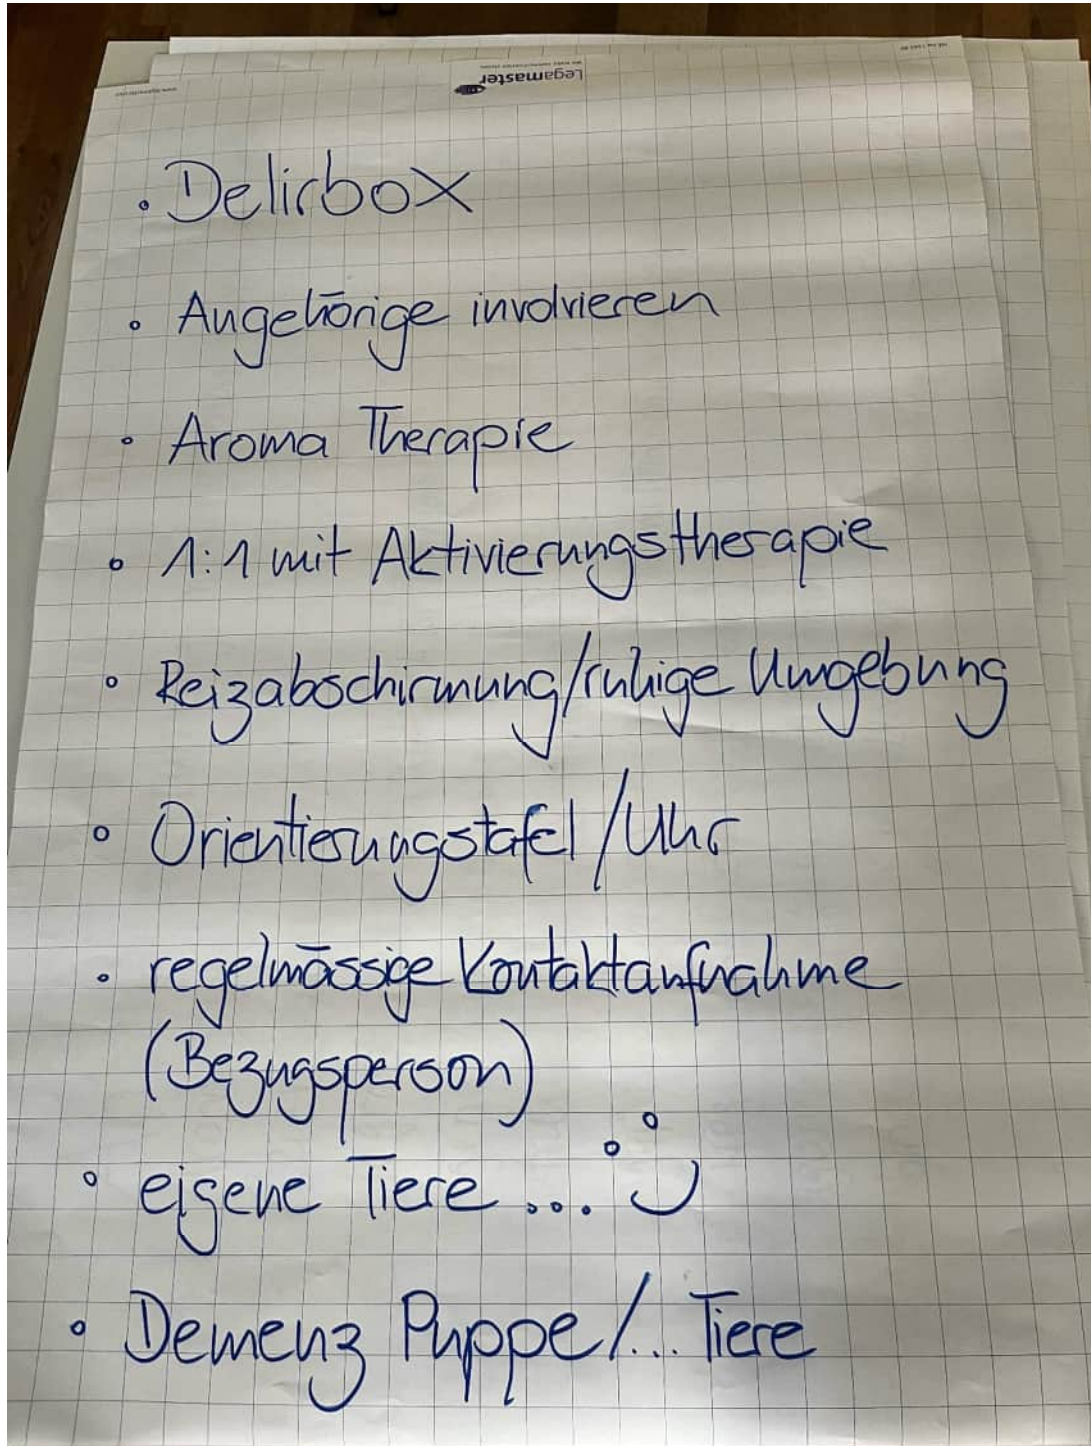 Legamaster
• Delirbox
• Angehörige involvieren
• Aroma Therapie
• 1:1 mit Aktivierungstherapie
• Reizabschirmung/ruhige Umgebung
• Orientierungstafel/Uhr
• regelmässige Kontaktaufnahme
(Bezugsperson)
• eigene Tiere ... :)
• Demenz Puppe/... Tiere